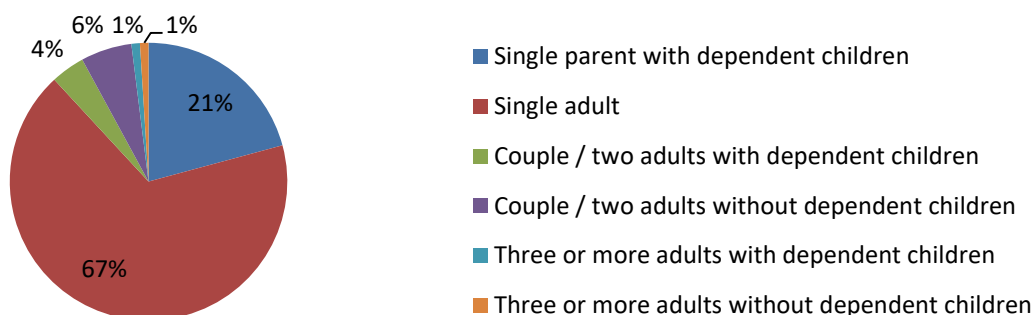 6%
1%
1%
4%
21%
67%
Single parent with dependent children
Single adult
Couple / two adults with dependent children
Couple / two adults without dependent children
Three or more adults with dependent children
Three or more adults without dependent children